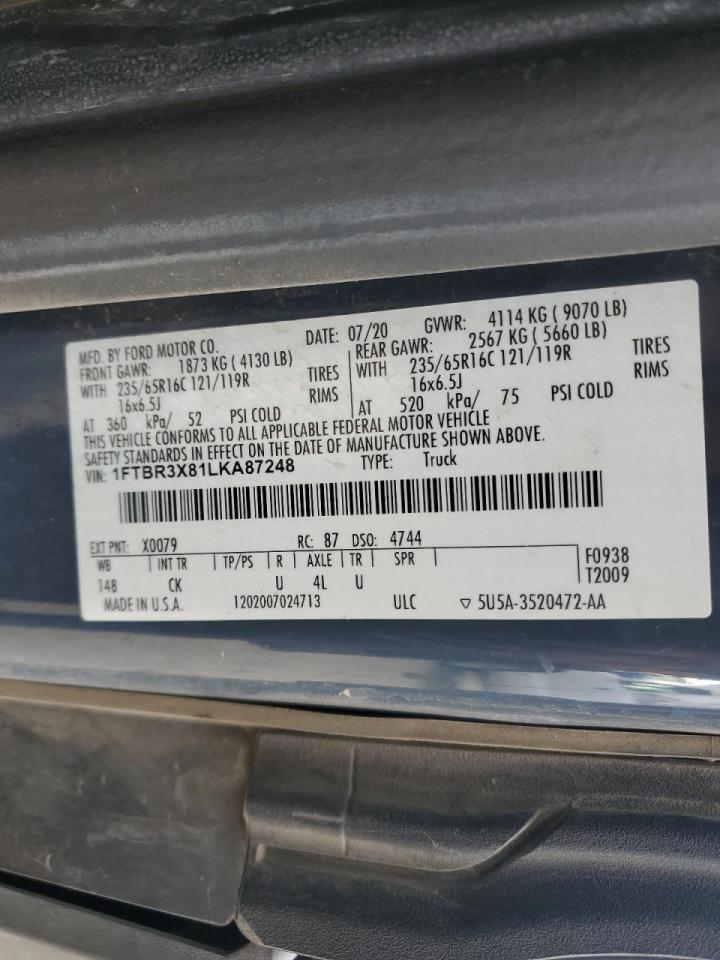 MFD. BY FORD MOTOR CO. DATE: 07/20 GVWR: 4114 KG ( 9070 LB)
FRONT GAWR: 1873 KG ( 4130 LB) REAR GAWR: 2567 KG ( 5660 LB)
WITH 235/65R16C 121/119R TIRES WITH 235/65R16C 121/119R TIRES
16x6.5J RIMS 16x6.5J RIMS
AT 360 kPa/ 52 PSI COLD AT 520 kPa/ 75 PSI COLD
THIS VEHICLE CONFORMS TO ALL APPLICABLE FEDERAL MOTOR VEHICLE
SAFETY STANDARDS IN EFFECT ON THE DATE OF MANUFACTURE SHOWN ABOVE.
VIN: 1FTBR3X81LKA87248 TYPE: Truck
EXT PNT: X0079 RC: 87 DSO: 4744
WB INT TR TP/PS R AXLE TR SPR F0938
148 CK U 4L U T2009
MADE IN U.S.A. 1202007024713 ULC ▽ 5U5A-3520472-AA